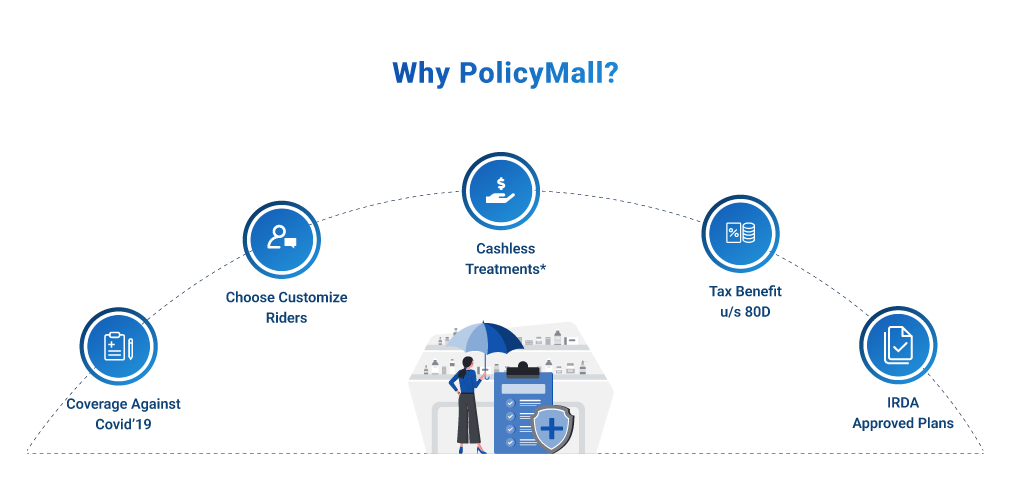 Why PolicyMall?
Coverage Against
Covid'19
Choose Customize
Riders
Cashless
Treatments*
Tax Benefit
u/s 80D
IRDA
Approved Plans